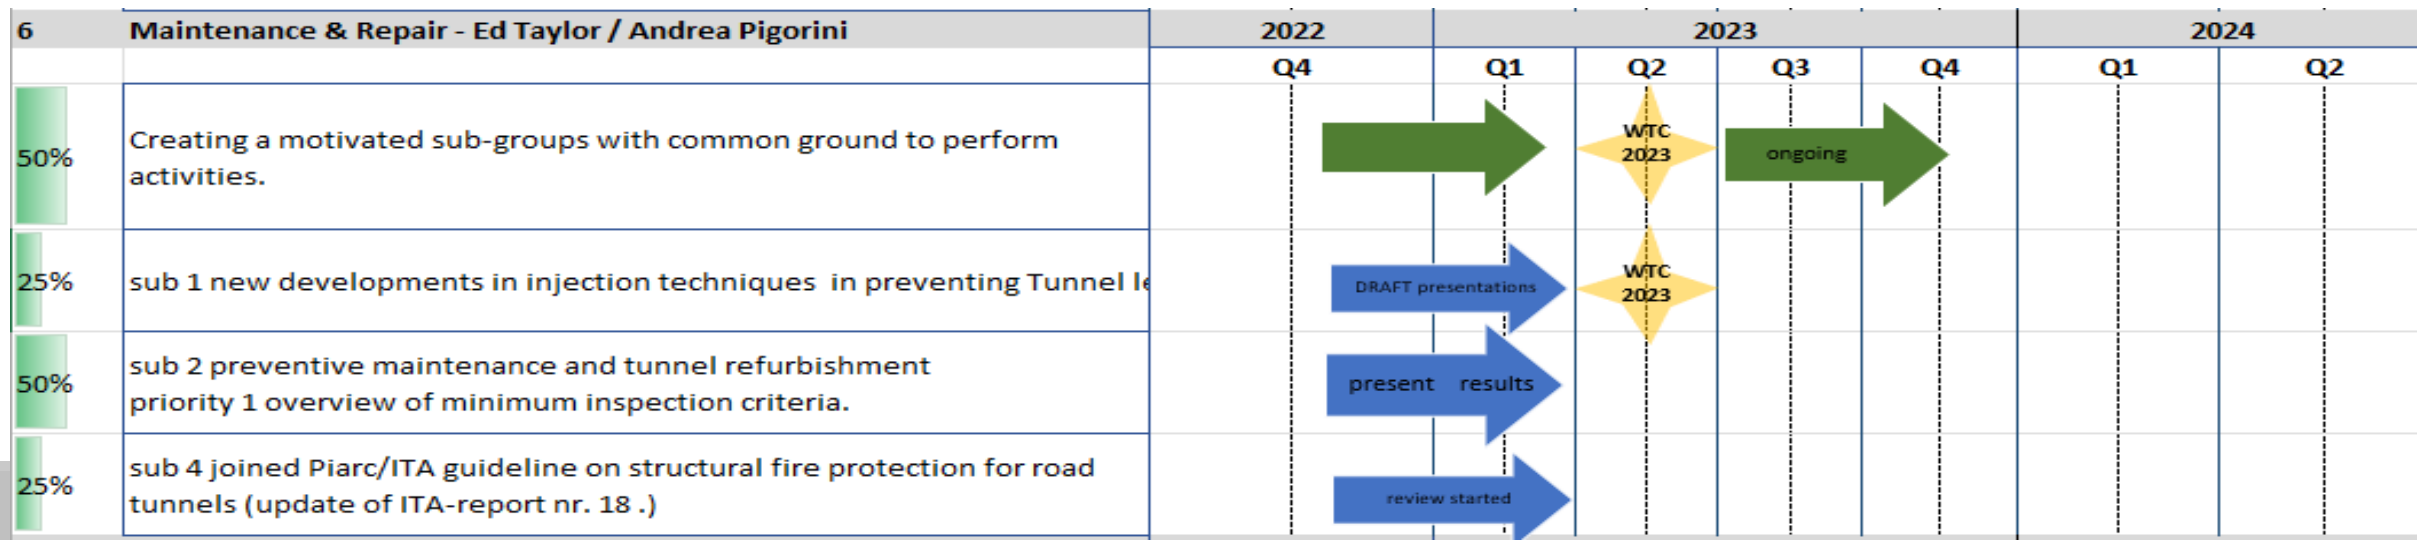 6 Maintenance & Repair - Ed Taylor / Andrea Pigorini 2022 2023 2024
Q4 Q1 Q2 Q3 Q4 Q1 Q2
50%
Creating a motivated sub-groups with common ground to perform
activities.
WTC
2023
ongoing
25%
sub 1 new developments in injection techniques in preventing Tunnel
DRAFT presentations
WTC
2023
50%
sub 2 preventive maintenance and tunnel refurbishment
priority 1 overview of minimum inspection criteria.
present results
25%
sub 4 joined Piarc/ITA guideline on structural fire protection for road
tunnels (update of ITA-report nr. 18 .)
review started